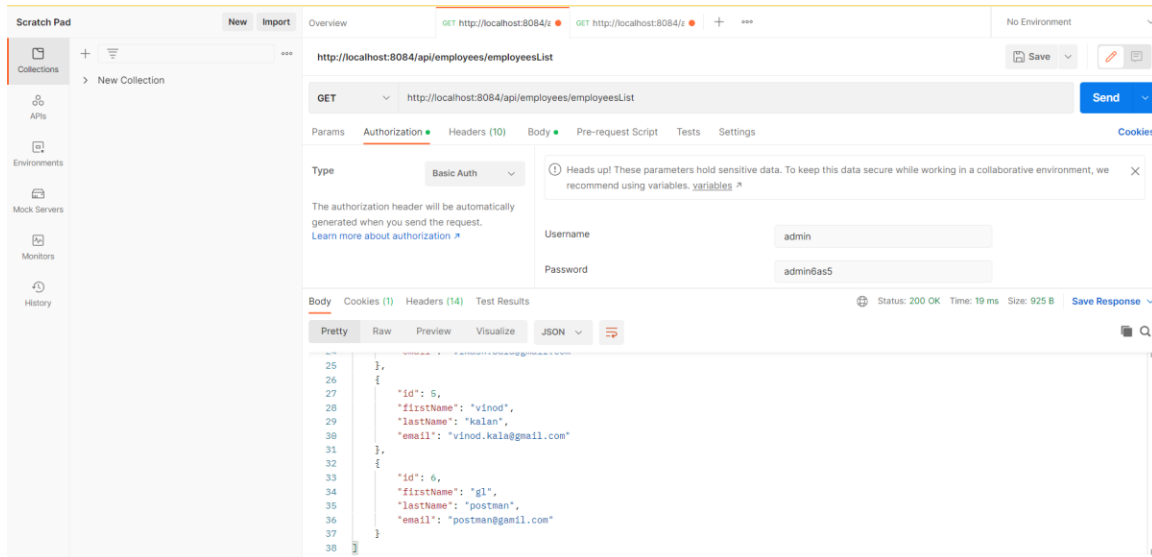 Scratch Pad New Import Overview GET http://localhost:8084/a GET http://localhost:8084/a No Environment
Collections
APIs
Environments
Mock Servers
Monitors
History
New Collection
http://localhost:8084/api/employees/employeesList Save
GET http://localhost:8084/api/employees/employeesList Send
Params Authorization Headers (10) Body Pre-request Script Tests Settings Cookies
Type Basic Auth
The authorization header will be automatically
generated when you send the request.
Learn more about authorization ↗
Heads up! These parameters hold sensitive data. To keep this data secure while working in a collaborative environment, we
recommend using variables. variables ↗
Username admin
Password admin6as5
Body Cookies (1) Headers (14) Test Results Status: 200 OK Time: 19 ms Size: 925 B Save Response
Pretty Raw Preview Visualize JSON
25 },
26 {
27 "id": 5,
28 "firstName": "vinod",
29 "lastName": "kalan",
30 "email": "vinod.kala@gmail.com"
31 },
32 {
33 "id": 6,
34 "firstName": "gl",
35 "lastName": "postman",
36 "email": "postman@gamil.com"
37 }
38 ]